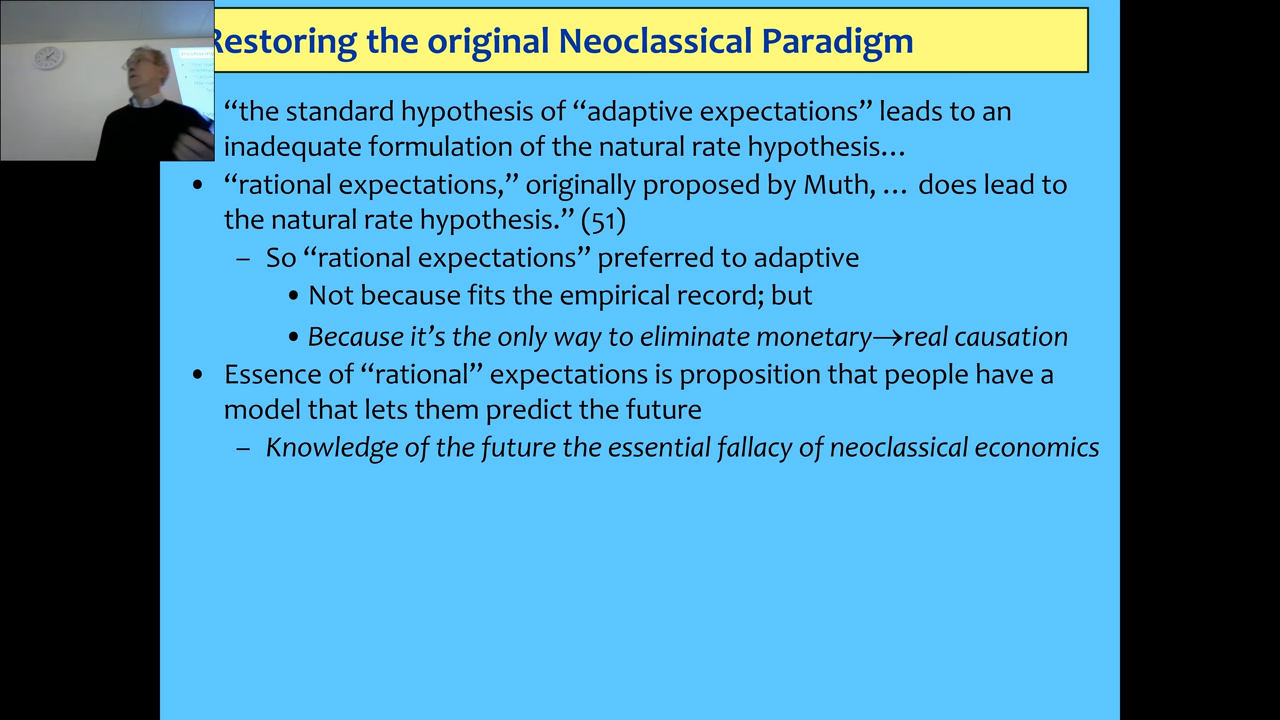 Restoring the original Neoclassical Paradigm
“the standard hypothesis of “adaptive expectations” leads to an
inadequate formulation of the natural rate hypothesis…
• “rational expectations,” originally proposed by Muth, … does lead to
the natural rate hypothesis.” (51)
– So “rational expectations” preferred to adaptive
• Not because fits the empirical record; but
• Because it’s the only way to eliminate monetary→real causation
• Essence of “rational” expectations is proposition that people have a
model that lets them predict the future
– Knowledge of the future the essential fallacy of neoclassical economics